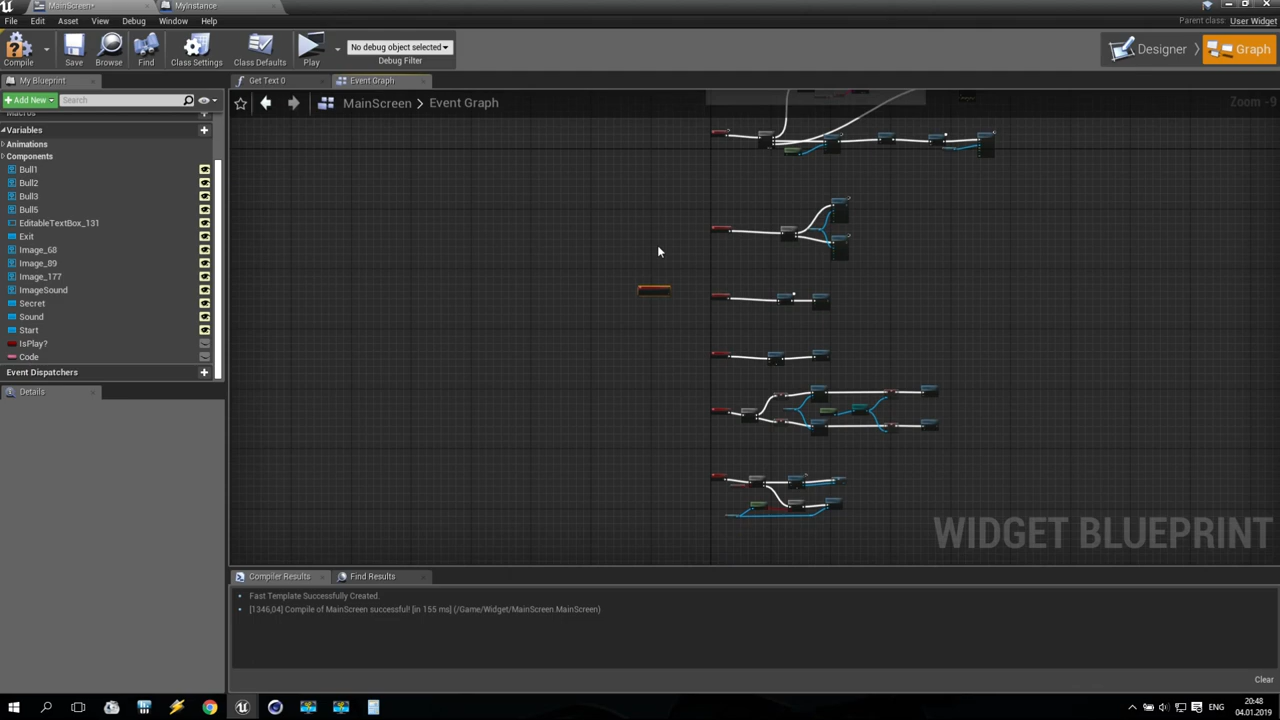 MainScreen*
MyInstance
File Edit Asset View Debug Window Help
Parent class: User Widget
Compile
Save
Browse
Find
Class Settings
Class Defaults
Play
No debug object selected
Debug Filter
Designer
Graph
My Blueprint
Get Text 0
Event Graph
Add New
Search
MainScreen > Event Graph
Zoom -9
Macros
Variables
Animations
Components
Bull1
Bull2
Bull3
Bull5
EditableTextBox_131
Exit
Image_68
Image_89
Image_177
ImageSound
Secret
Sound
Start
IsPlay?
Code
Event Dispatchers
Details
WIDGET BLUEPRINT
Compiler Results
Find Results
Fast Template Successfully Created.
[1346,04] Compile of MainScreen successful! [in 155 ms] (/Game/Widget/MainScreen.MainScreen)
Clear
ENG
20:48
04.01.2019